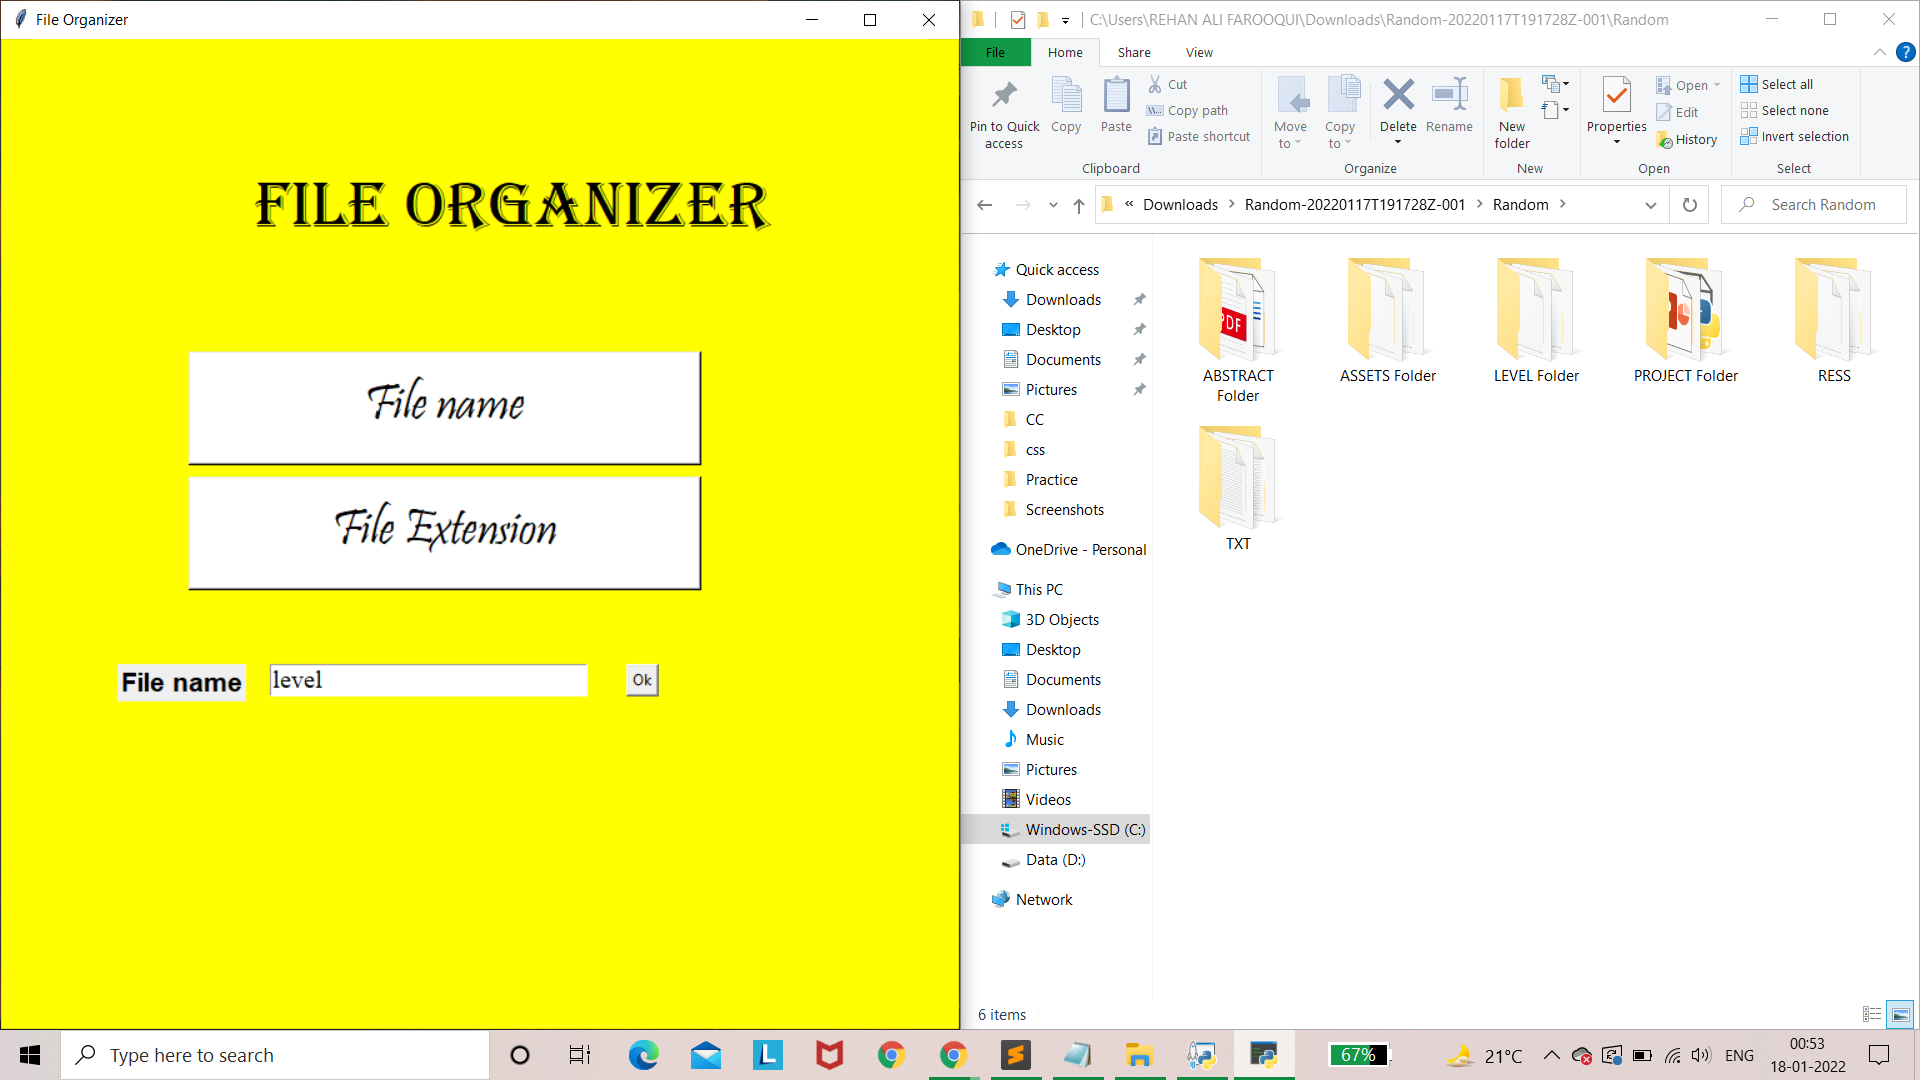 File Organizer
FILE ORGANIZER
File name
File Extension
File name
level
Ok
C:\Users\REHAN ALI FAROOQUI\Downloads\Random-20220117T191728Z-001\Random
File
Home
Share
View
?
Pin to Quick access
Copy
Paste
Cut
Copy path
Paste shortcut
Clipboard
Move to
Copy to
Delete
Rename
Organize
New folder
New
Properties
Open
Edit
History
Open
Select all
Select none
Invert selection
Select
« Downloads > Random-20220117T191728Z-001 > Random >
Search Random
Quick access
Downloads
Desktop
Documents
Pictures
CC
css
Practice
Screenshots
OneDrive - Personal
This PC
3D Objects
Desktop
Documents
Downloads
Music
Pictures
Videos
Windows-SSD (C:)
Data (D:)
Network
PDF
ABSTRACT Folder
ASSETS Folder
LEVEL Folder
PROJECT Folder
RESS
TXT
6 items
Type here to search
L
67%
21°C
ENG
00:53
18-01-2022